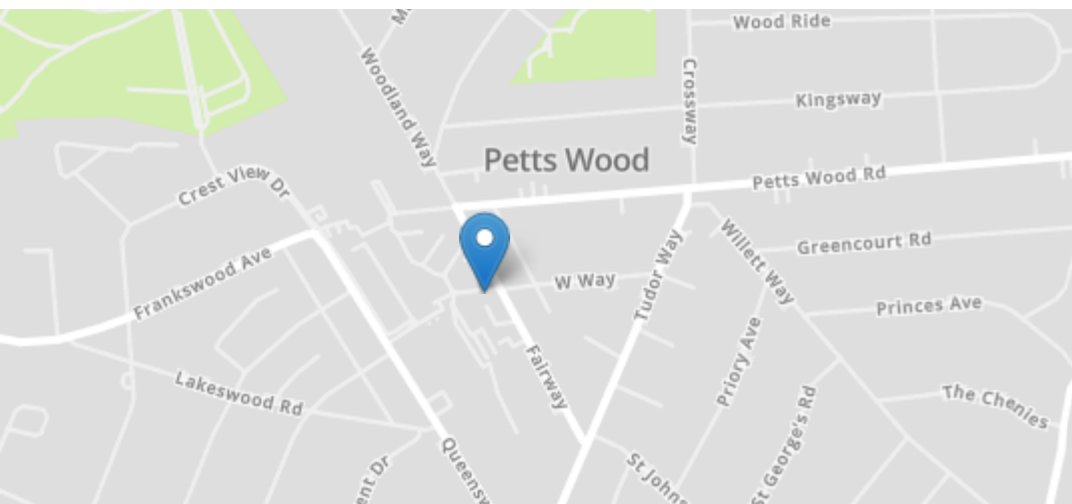 Wood Ride
Woodland Way
Crossway
Kingsway
Petts Wood
Petts Wood Rd
Crest View Dr
Willett Way
Greencourt Rd
Frankswood Ave
W Way
Tudor Way
Princes Ave
Priory Ave
Fairway
Lakeswood Rd
The Chenies
St George's Rd
St Johns